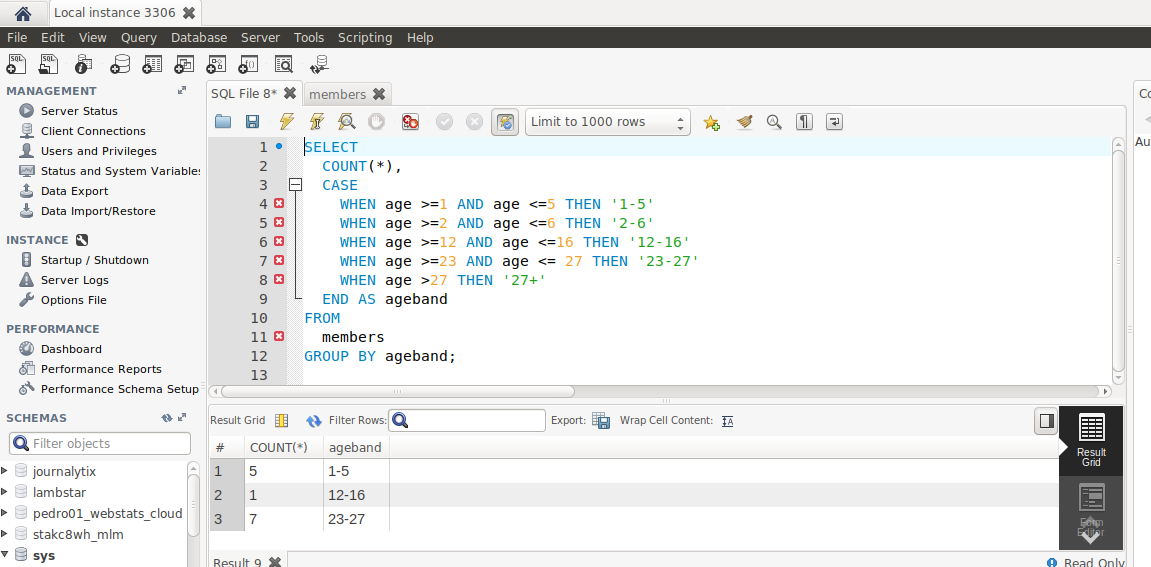 Local instance 3306
File Edit View Query Database Server Tools Scripting Help
MANAGEMENT
Server Status
Client Connections
Users and Privileges
Status and System Variables
Data Export
Data Import/Restore
INSTANCE
Startup / Shutdown
Server Logs
Options File
PERFORMANCE
Dashboard
Performance Reports
Performance Schema Setup
SCHEMAS
Filter objects
journalytix
lambstar
pedro01_webstats_cloud
stakc8wh_mlm
sys
SQL File 8* members
Limit to 1000 rows
1 SELECT
2 COUNT(*),
3 CASE
4 WHEN age >=1 AND age <=5 THEN '1-5'
5 WHEN age >=2 AND age <=6 THEN '2-6'
6 WHEN age >=12 AND age <=16 THEN '12-16'
7 WHEN age >=23 AND age <= 27 THEN '23-27'
8 WHEN age >27 THEN '27+'
9 END AS ageband
10 FROM
11 members
12 GROUP BY ageband;
13
Result Grid Filter Rows: Export: Wrap Cell Content:
# COUNT(*) ageband
1 5 1-5
2 1 12-16
3 7 23-27
Result
Grid
Form
Editor
Result 9 Read Only
Co
Au